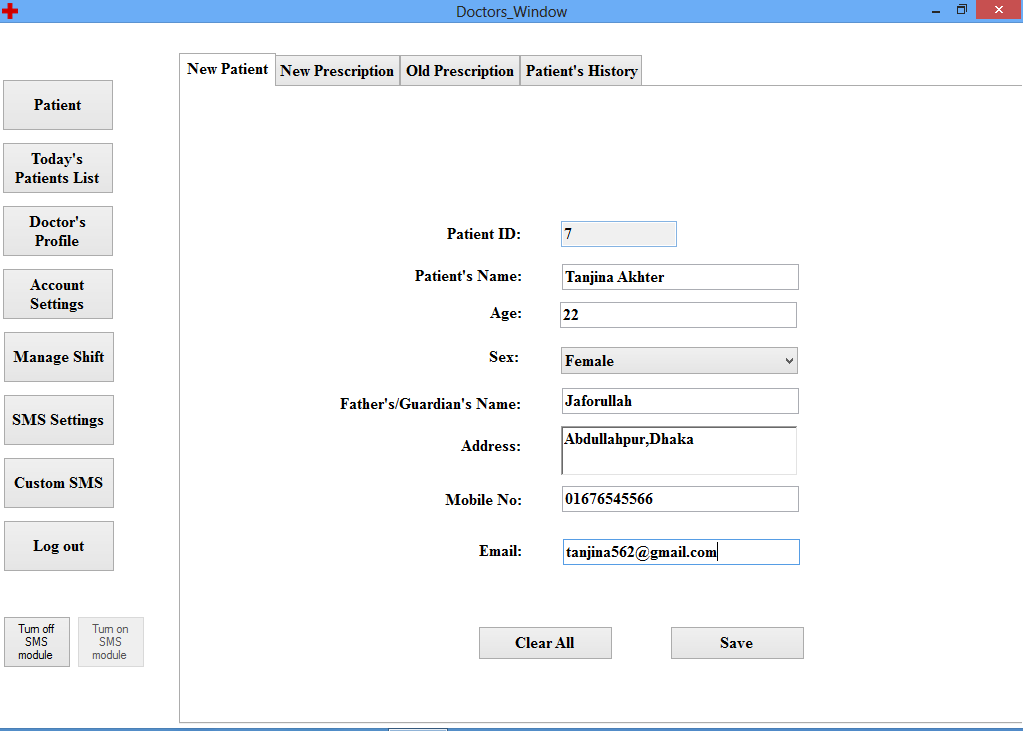 Doctors_Window
New Patient
New Prescription
Old Prescription
Patient's History
Patient
Today's
Patients List
Doctor's
Profile
Account
Settings
Manage Shift
SMS Settings
Custom SMS
Log out
Turn off
SMS
module
Turn on
SMS
module
Patient ID: 7
Patient's Name: Tanjina Akhter
Age: 22
Sex: Female
Father's/Guardian's Name: Jaforullah
Address: Abdullahpur,Dhaka
Mobile No: 01676545566
Email: tanjina562@gmail.com
Clear All
Save